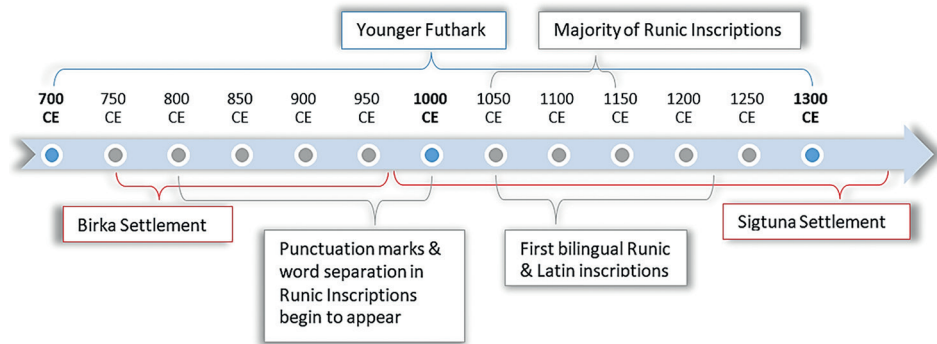 Younger Futhark
Majority of Runic Inscriptions
700 750 800 850 900 950 1000 1050 1100 1150 1200 1250 1300
CE CE CE CE CE CE CE CE CE CE CE CE CE
Birka Settlement
Sigtuna Settlement
Punctuation marks &
word separation in
Runic Inscriptions
begin to appear
First bilingual Runic
& Latin inscriptions